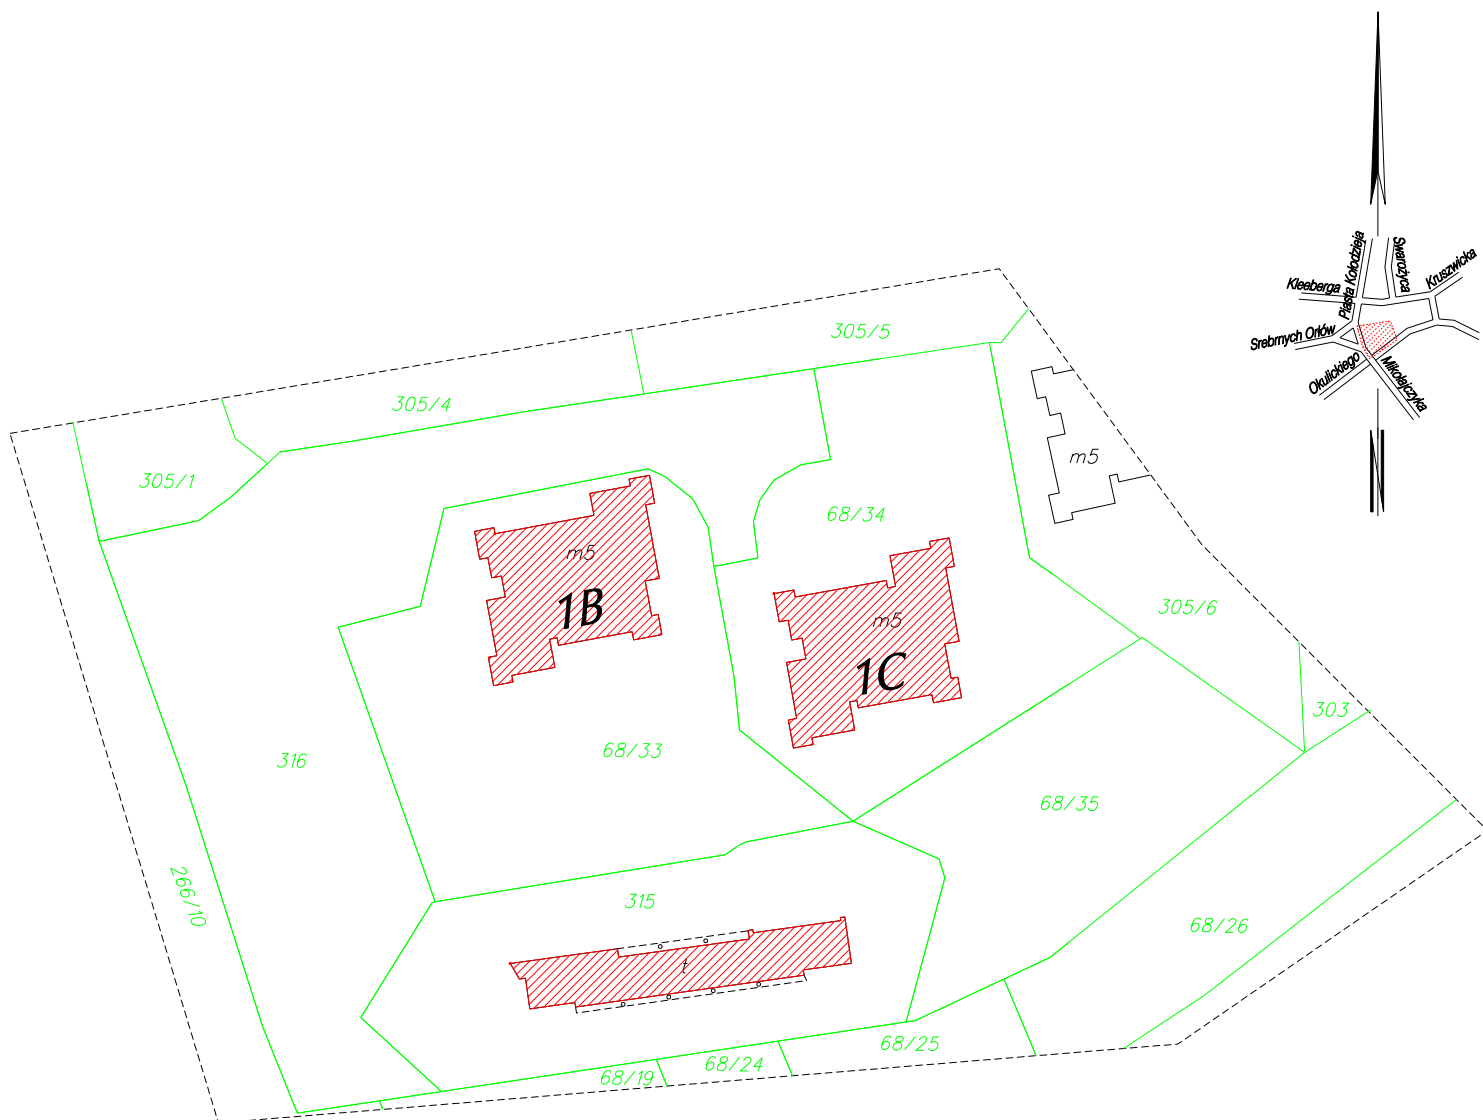 Piasta Kołodzieja
Swarożyca
Kruszwicka
Kleeberga
Srebrnych Orłów
Okulickiego
Mikołajczyka
305/5
305/4
305/1
m5
68/34
m5
1B
305/6
m5
1C
303
68/33
316
68/35
266/10
315
68/26
t
68/25
68/24
68/19